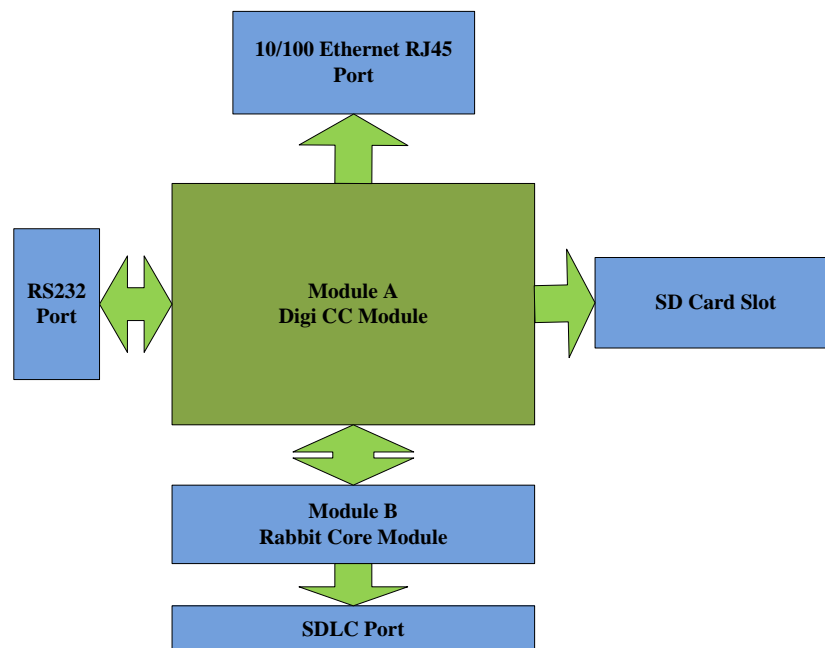 10/100 Ethernet RJ45
Port
RS232
Port
Module A
Digi CC Module
SD Card Slot
Module B
Rabbit Core Module
SDLC Port